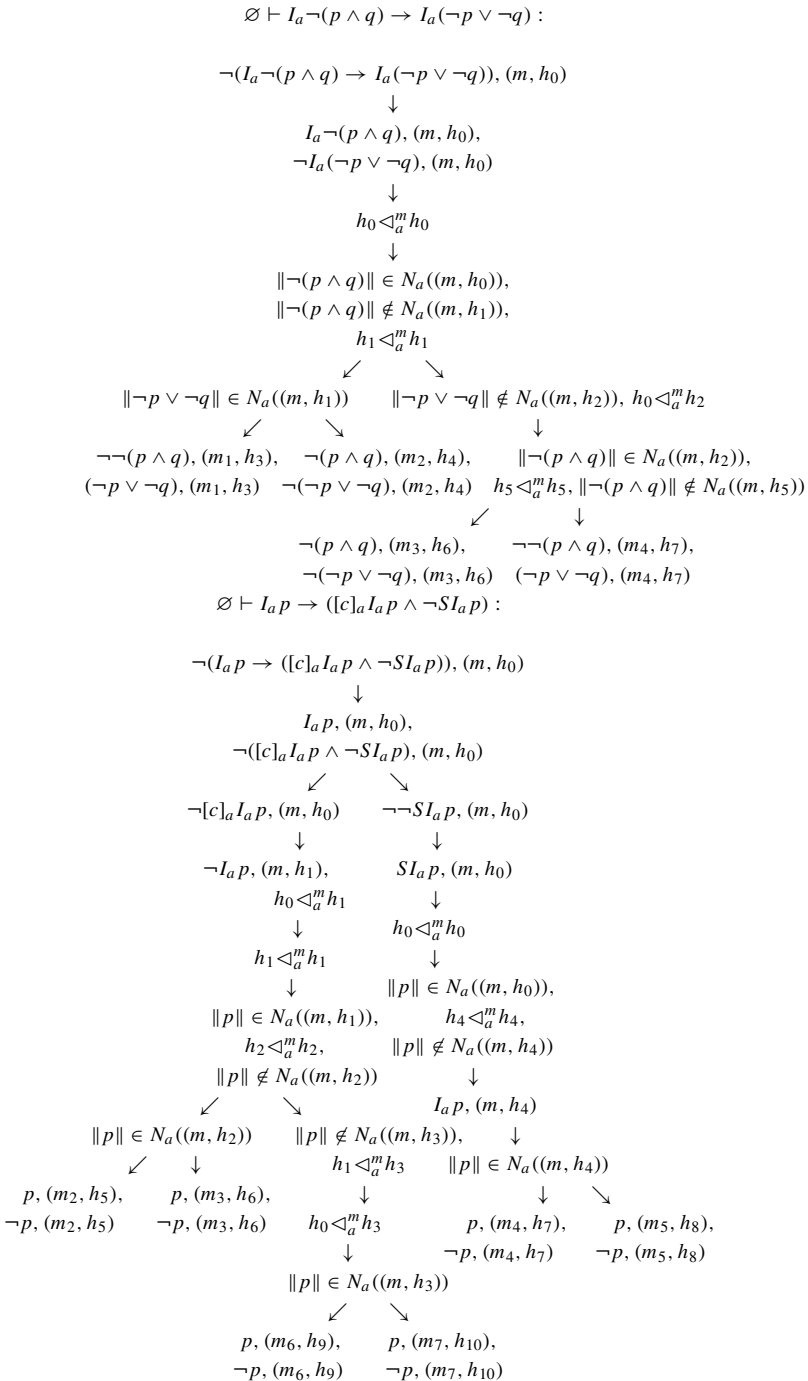 ∅ ⊢ I_a¬(p ∧ q) → I_a(¬p ∨ ¬q) :
¬(I_a¬(p ∧ q) → I_a(¬p ∨ ¬q)), (m, h_0)
↓
I_a¬(p ∧ q), (m, h_0),
¬I_a(¬p ∨ ¬q), (m, h_0)
↓
h_0 ◁_a^m h_0
↓
‖¬(p ∧ q)‖ ∈ N_a((m, h_0)),
‖¬(p ∧ q)‖ ∉ N_a((m, h_1)),
h_1 ◁_a^m h_1
↙ ↘
‖¬p ∨ ¬q‖ ∈ N_a((m, h_1)) ‖¬p ∨ ¬q‖ ∉ N_a((m, h_2)), h_0 ◁_a^m h_2
↙ ↘ ↓
¬¬(p ∧ q), (m_1, h_3), ¬(p ∧ q), (m_2, h_4), ‖¬(p ∧ q)‖ ∈ N_a((m, h_2)),
(¬p ∨ ¬q), (m_1, h_3) ¬(¬p ∨ ¬q), (m_2, h_4) h_5 ◁_a^m h_5, ‖¬(p ∧ q)‖ ∉ N_a((m, h_5))
↙ ↓
¬(p ∧ q), (m_3, h_6), ¬¬(p ∧ q), (m_4, h_7),
¬(¬p ∨ ¬q), (m_3, h_6) (¬p ∨ ¬q), (m_4, h_7)
∅ ⊢ I_a p → ([c]_a I_a p ∧ ¬SI_a p) :
¬(I_a p → ([c]_a I_a p ∧ ¬SI_a p)), (m, h_0)
↓
I_a p, (m, h_0),
¬([c]_a I_a p ∧ ¬SI_a p), (m, h_0)
↙ ↘
¬[c]_a I_a p, (m, h_0) ¬¬SI_a p, (m, h_0)
↓ ↓
¬I_a p, (m, h_1), SI_a p, (m, h_0)
h_0 ◁_a^m h_1 ↓
↓ h_0 ◁_a^m h_0
h_1 ◁_a^m h_1 ↓
↓ ‖p‖ ∈ N_a((m, h_0)),
‖p‖ ∈ N_a((m, h_1)), h_4 ◁_a^m h_4,
h_2 ◁_a^m h_2, ‖p‖ ∉ N_a((m, h_4))
‖p‖ ∉ N_a((m, h_2)) ↓
↙ ↘ I_a p, (m, h_4)
‖p‖ ∈ N_a((m, h_2)) ‖p‖ ∉ N_a((m, h_3)), ↓
↙ ↓ h_1 ◁_a^m h_3 ‖p‖ ∈ N_a((m, h_4))
p, (m_2, h_5), p, (m_3, h_6), ↓ ↓ ↘
¬p, (m_2, h_5) ¬p, (m_3, h_6) h_0 ◁_a^m h_3 p, (m_4, h_7), p, (m_5, h_8),
↓ ¬p, (m_4, h_7) ¬p, (m_5, h_8)
‖p‖ ∈ N_a((m, h_3))
↙ ↘
p, (m_6, h_9), p, (m_7, h_10),
¬p, (m_6, h_9) ¬p, (m_7, h_10)